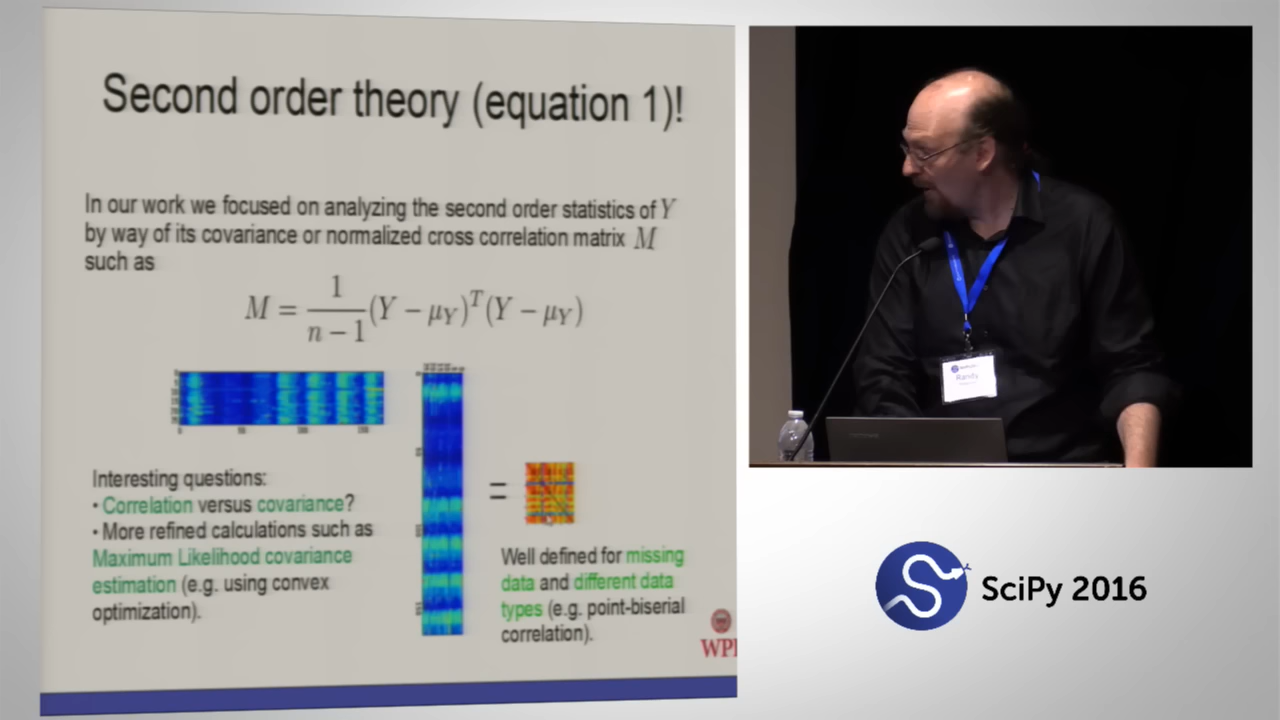 Second order theory (equation 1)!
In our work we focused on analyzing the second order statistics of Y
by way of its covariance or normalized cross correlation matrix M
such as
M = \frac{1}{n-1}(Y - μ_Y)^T(Y - μ_Y)
=
Interesting questions:
• Correlation versus covariance?
• More refined calculations such as
Maximum Likelihood covariance
estimation (e.g. using convex
optimization).
Well defined for missing
data and different data
types (e.g. point-biserial
correlation).
WPI
Randy
SciPy 2016